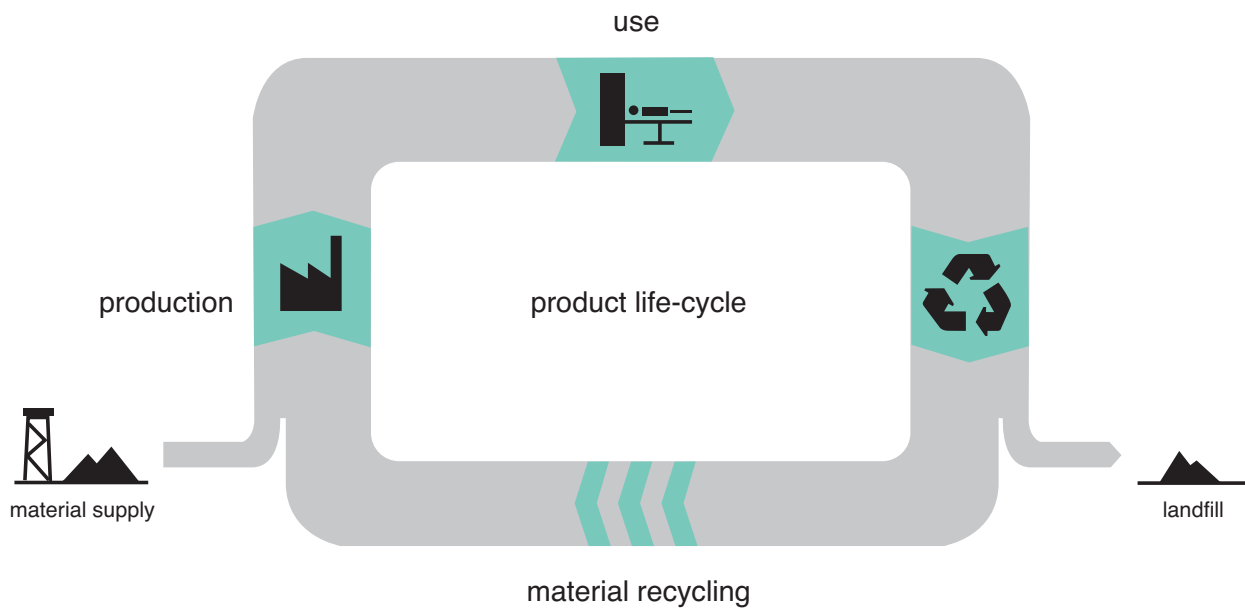 use
production
product life-cycle
material supply
landfill
material recycling